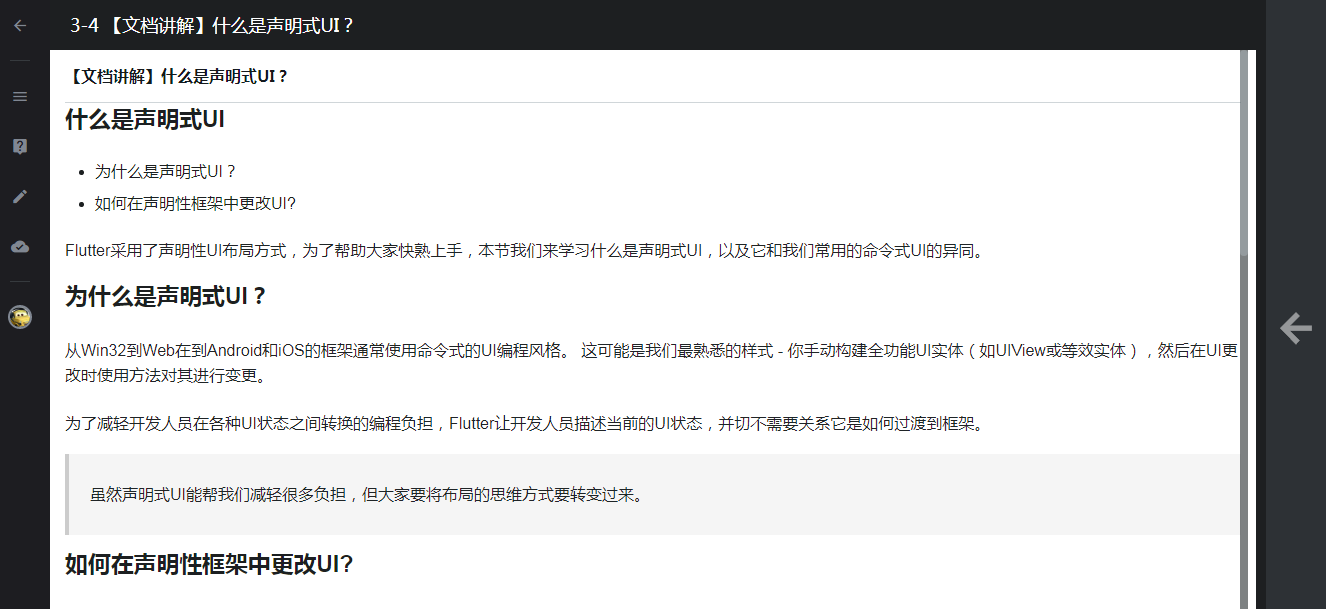 3-4 【文档讲解】什么是声明式UI？
【文档讲解】什么是声明式UI？
什么是声明式UI
• 为什么是声明式UI？
• 如何在声明性框架中更改UI?
Flutter采用了声明性UI布局方式，为了帮助大家快熟上手，本节我们来学习什么是声明式UI，以及它和我们常用的命令式UI的异同。
为什么是声明式UI？
从Win32到Web在到Android和iOS的框架通常使用命令式的UI编程风格。 这可能是我们最熟悉的样式 - 你手动构建全功能UI实体（如UIView或等效实体），然后在UI更
改时使用方法对其进行变更。
为了减轻开发人员在各种UI状态之间转换的编程负担，Flutter让开发人员描述当前的UI状态，并切不需要关系它是如何过渡到框架。
虽然声明式UI能帮我们减轻很多负担，但大家要将布局的思维方式要转变过来。
如何在声明性框架中更改UI?